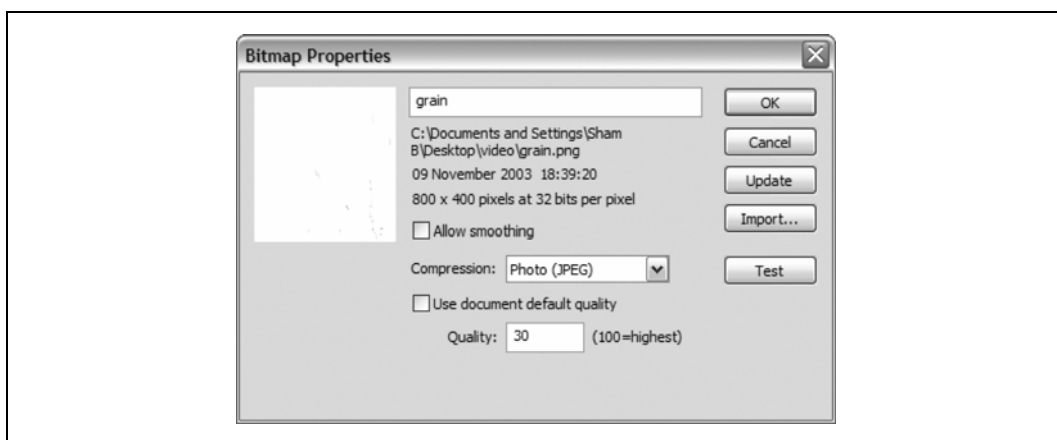 Bitmap Properties
grain
OK
C:\Documents and Settings\Sham
B\Desktop\video\grain.png
Cancel
09 November 2003 18:39:20
Update
800 x 400 pixels at 32 bits per pixel
Import...
Allow smoothing
Compression: Photo (JPEG)
Test
Use document default quality
Quality: 30 (100=highest)